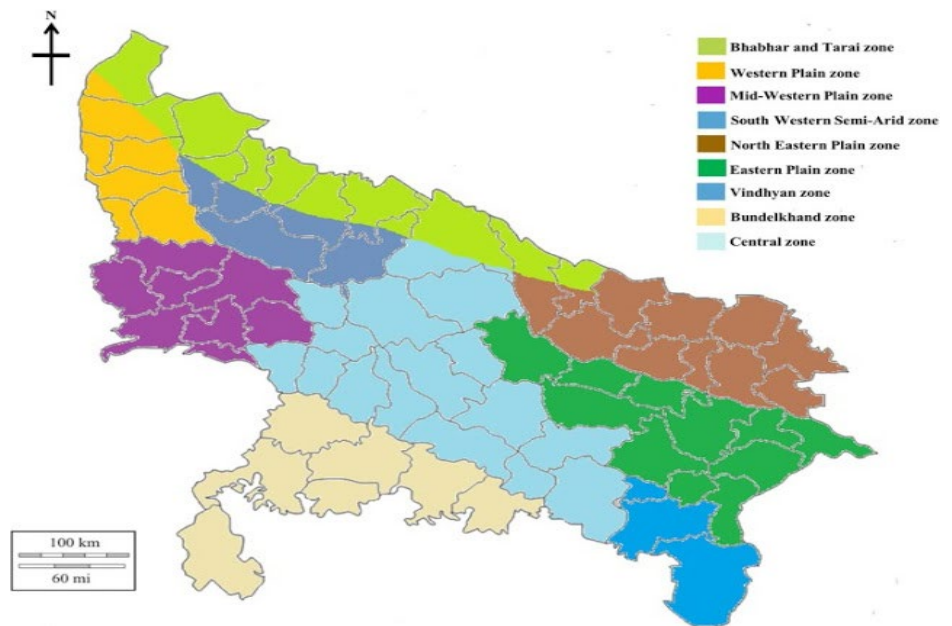 N
Bhabhar and Tarai zone
Western Plain zone
Mid-Western Plain zone
South Western Semi-Arid zone
North Eastern Plain zone
Eastern Plain zone
Vindhyan zone
Bundelkhand zone
Central zone
100 km
60 mi